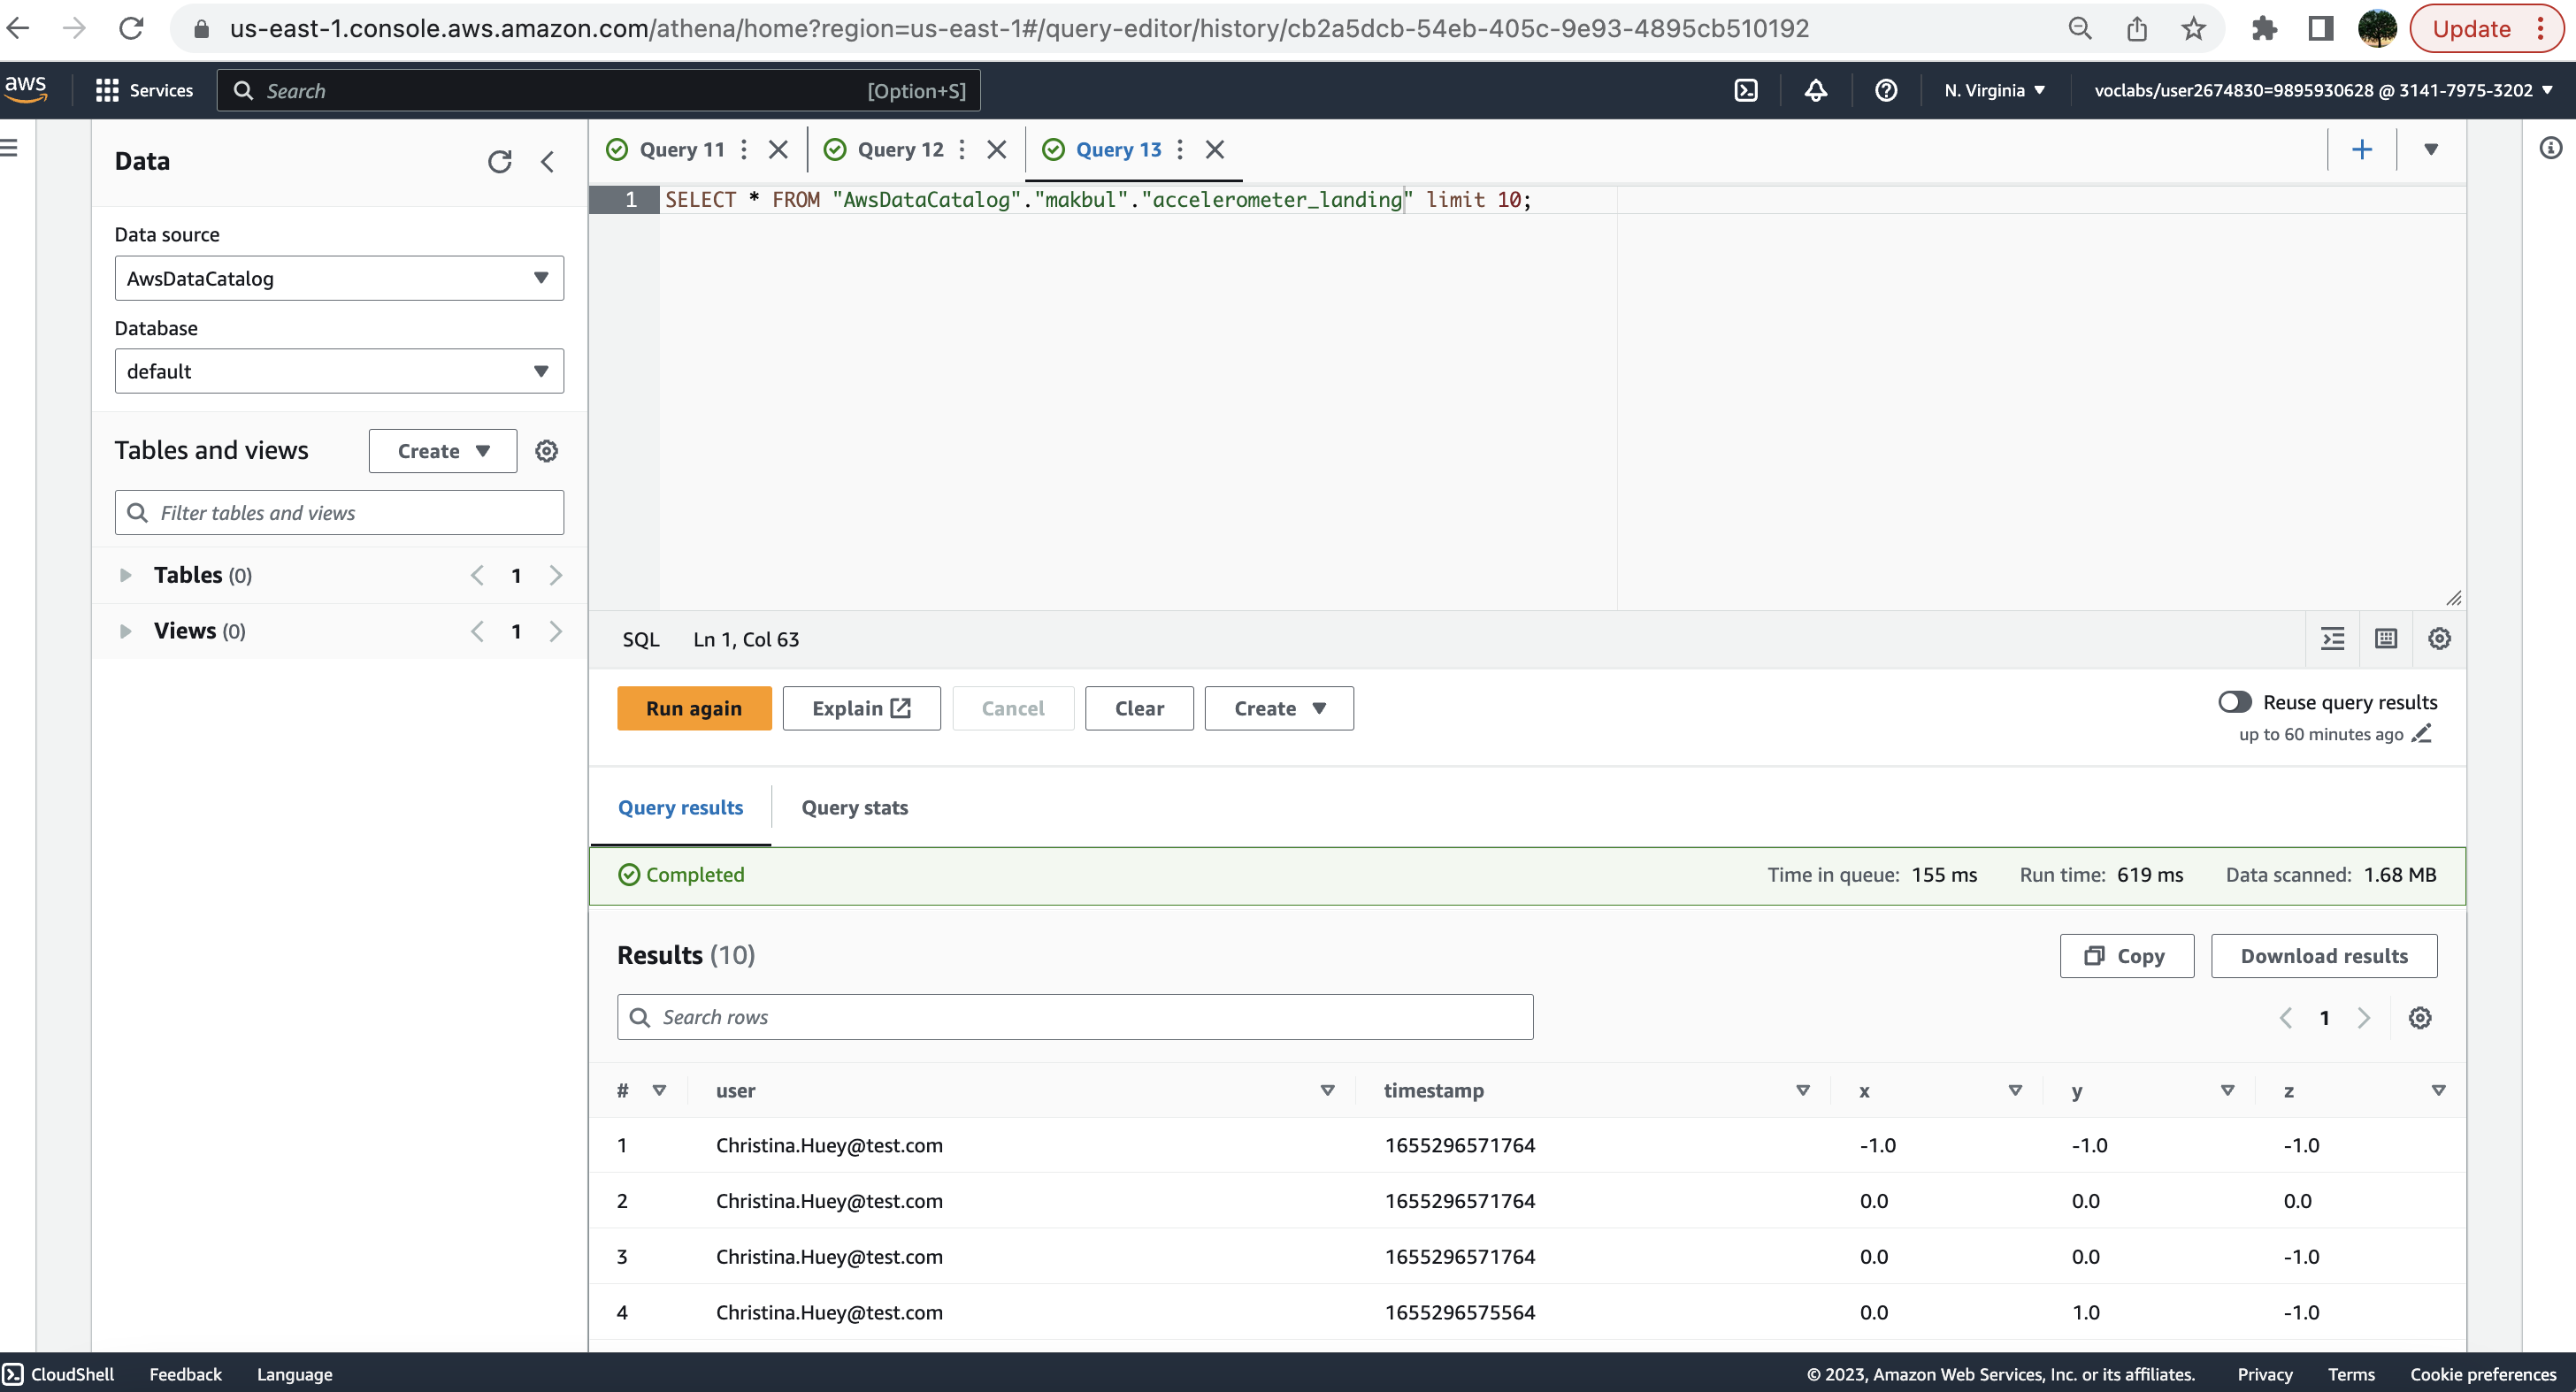 us-east-1.console.aws.amazon.com/athena/home?region=us-east-1#/query-editor/history/cb2a5dcb-54eb-405c-9e93-4895cb510192
Update
aws
Services
Search
[Option+S]
N. Virginia
voclabs/user2674830=9895930628 @ 3141-7975-3202
Data
Data source
AwsDataCatalog
Database
default
Tables and views
Create
Filter tables and views
Tables (0)
1
Views (0)
1
Query 11
Query 12
Query 13
1 SELECT * FROM "AwsDataCatalog"."makbul"."accelerometer_landing" limit 10;
SQL Ln 1, Col 63
Run again
Explain
Cancel
Clear
Create
Reuse query results
up to 60 minutes ago
Query results
Query stats
Completed
Time in queue: 155 ms
Run time: 619 ms
Data scanned: 1.68 MB
Results (10)
Copy
Download results
Search rows
1
# user timestamp x y z
1 Christina.Huey@test.com 1655296571764 -1.0 -1.0 -1.0
2 Christina.Huey@test.com 1655296571764 0.0 0.0 0.0
3 Christina.Huey@test.com 1655296571764 0.0 0.0 -1.0
4 Christina.Huey@test.com 1655296575564 0.0 1.0 -1.0
CloudShell
Feedback
Language
© 2023, Amazon Web Services, Inc. or its affiliates.
Privacy
Terms
Cookie preferences